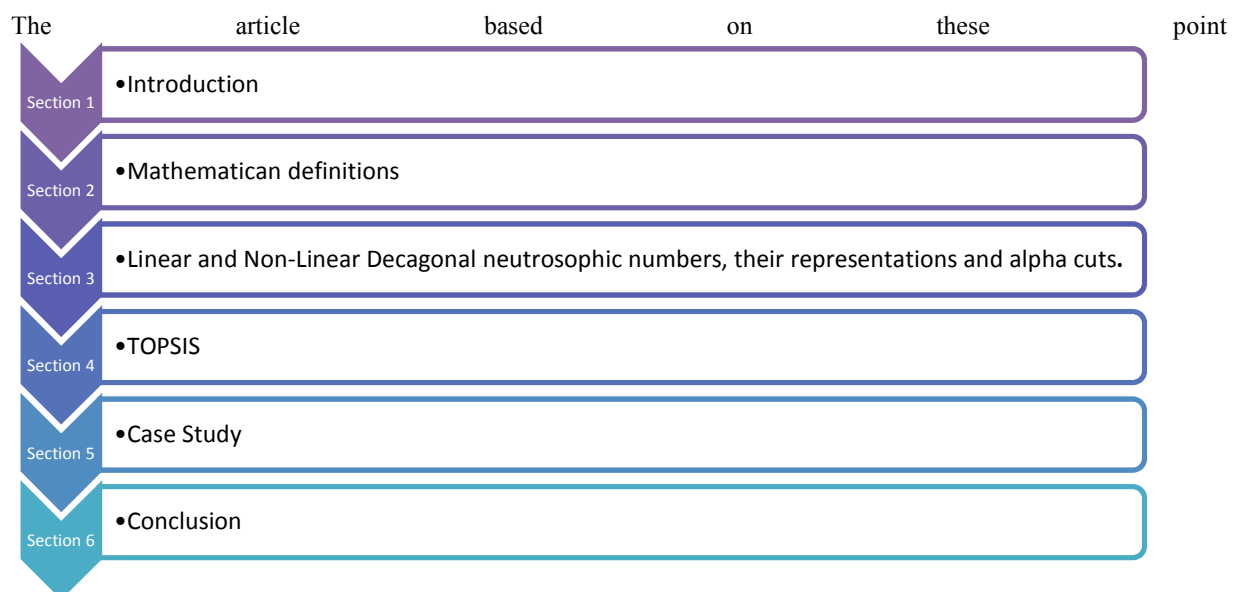 The article based on these point
Section 1
•Introduction
Section 2
•Mathematican definitions
Section 3
•Linear and Non-Linear Decagonal neutrosophic numbers, their representations and alpha cuts.
Section 4
•TOPSIS
Section 5
•Case Study
Section 6
•Conclusion